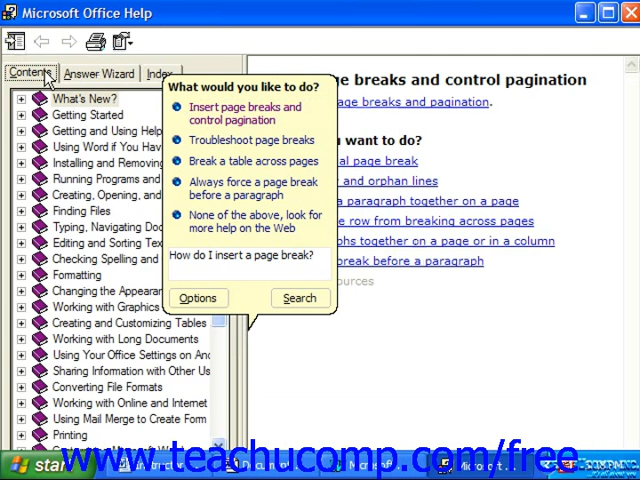 Microsoft Office Help
Contents
Answer Wizard
Index
What's New?
Getting Started
Getting and Using Help
Using Word if You Hav
Installing and Removing
Running Programs and
Creating, Opening, and
Finding Files
Typing, Navigating Doc
Editing and Sorting Tex
Checking Spelling and
Formatting
Changing the Appearan
Working with Graphics
Creating and Customizing Tables
Working with Long Documents
Using Your Office Settings on Ano
Sharing Information with Other Us
Converting File Formats
Working with Online and Internet
Using Mail Merge to Create Form
Printing
What would you like to do?
Insert page breaks and
control pagination
Troubleshoot page breaks
Break a table across pages
Always force a page break
before a paragraph
None of the above, look for
more help on the Web
How do I insert a page break?
Options
Search
ge breaks and control pagination
page breaks and pagination.
u want to do?
al page break
and orphan lines
a paragraph together on a page
e row from breaking across pages
phs together on a page or in a column
break before a paragraph
ources
start
www.teachucomp.com/free